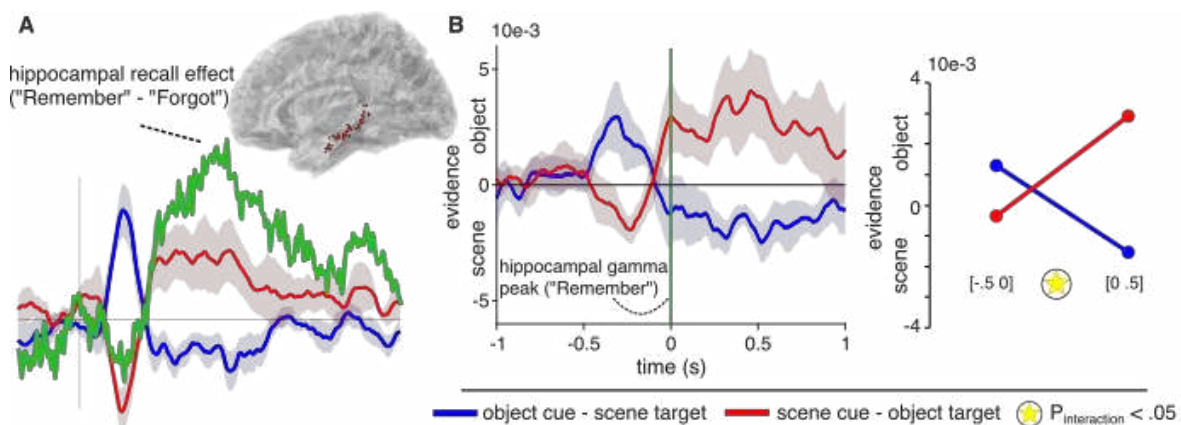 A
hippocampal recall effect
("Remember" - "Forgot")
B
10e-3
5
0
-5
evidence
object
scene
hippocampal gamma
peak ("Remember")
-1
-0.5
0
0.5
1
time (s)
10e-3
4
0
-4
evidence
object
scene
[-.5 0]
[0 .5]
object cue - scene target
scene cue - object target
P interaction < .05